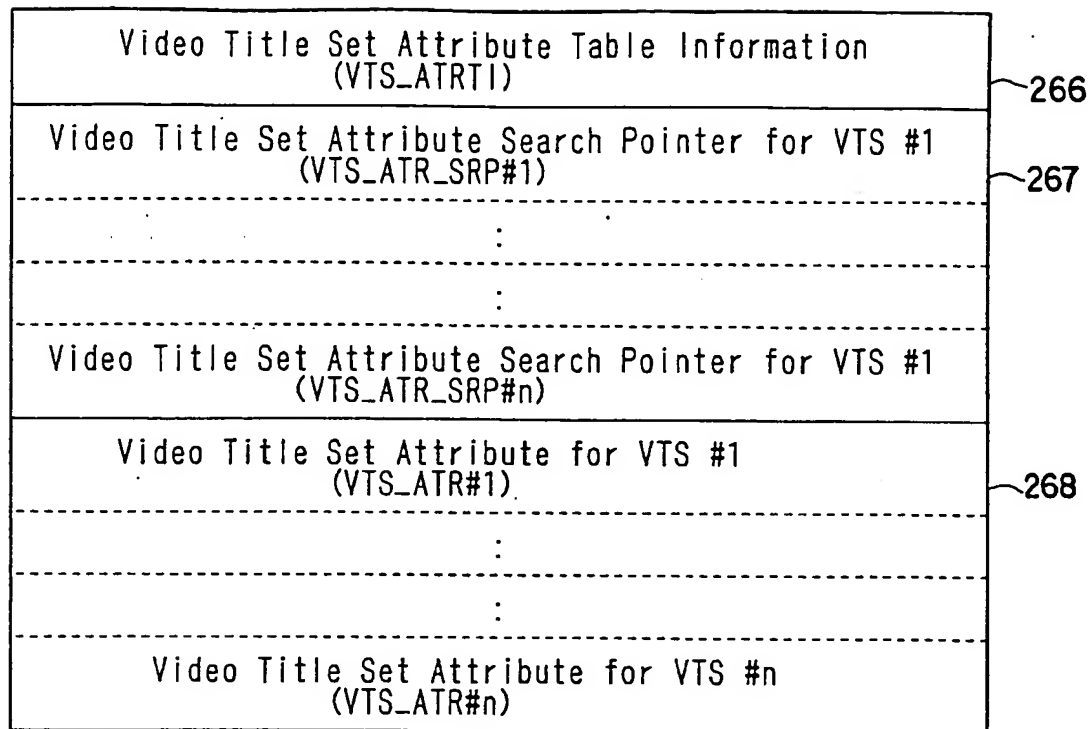 Video Title Set Attribute Table Information
(VTS_ATRTI)
266
Video Title Set Attribute Search Pointer for VTS #1
(VTS_ATR_SRP#1)
267
:
:
Video Title Set Attribute Search Pointer for VTS #1
(VTS_ATR_SRP#n)
Video Title Set Attribute for VTS #1
(VTS_ATR#1)
268
:
:
Video Title Set Attribute for VTS #n
(VTS_ATR#n)